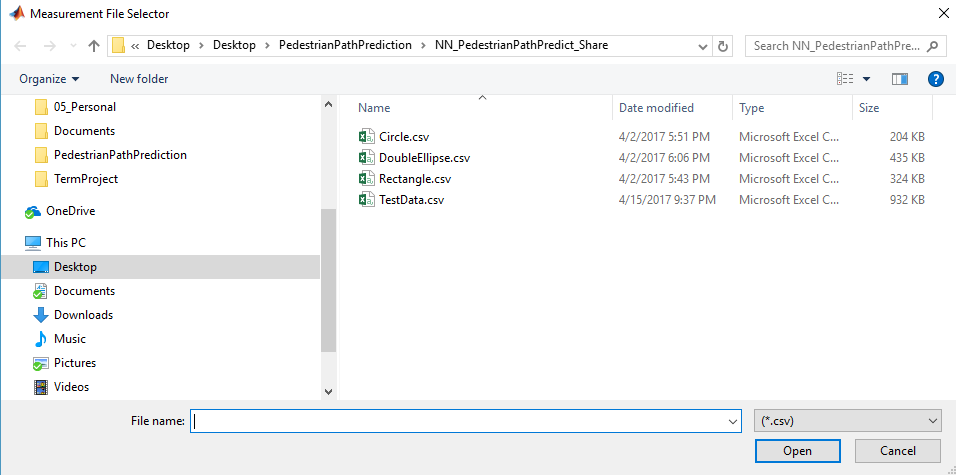 Measurement File Selector
« Desktop > Desktop > PedestrianPathPrediction > NN_PedestrianPathPredict_Share
Search NN_PedestrianPathPre...
Organize
New folder
?
05_Personal
Documents
PedestrianPathPrediction
TermProject
OneDrive
This PC
Desktop
Documents
Downloads
Music
Pictures
Videos
Name Date modified Type Size
Circle.csv 4/2/2017 5:51 PM Microsoft Excel C... 204 KB
DoubleEllipse.csv 4/2/2017 6:06 PM Microsoft Excel C... 435 KB
Rectangle.csv 4/2/2017 5:43 PM Microsoft Excel C... 324 KB
TestData.csv 4/15/2017 9:37 PM Microsoft Excel C... 932 KB
File name:
(*.csv)
Open
Cancel